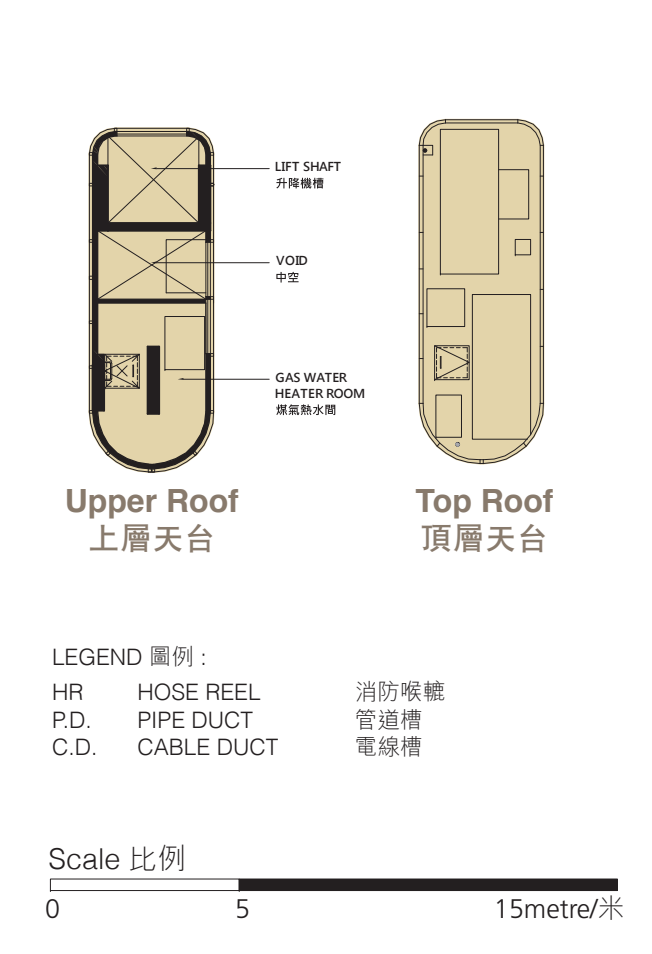 LIFT SHAFT
升降機槽
VOID
中空
GAS WATER
HEATER ROOM
煤氣熱水間
Upper Roof
上層天台
Top Roof
頂層天台
LEGEND 圖例 :
HR HOSE REEL 消防喉轆
P.D. PIPE DUCT 管道槽
C.D. CABLE DUCT 電線槽
Scale 比例
0 5 15metre/米